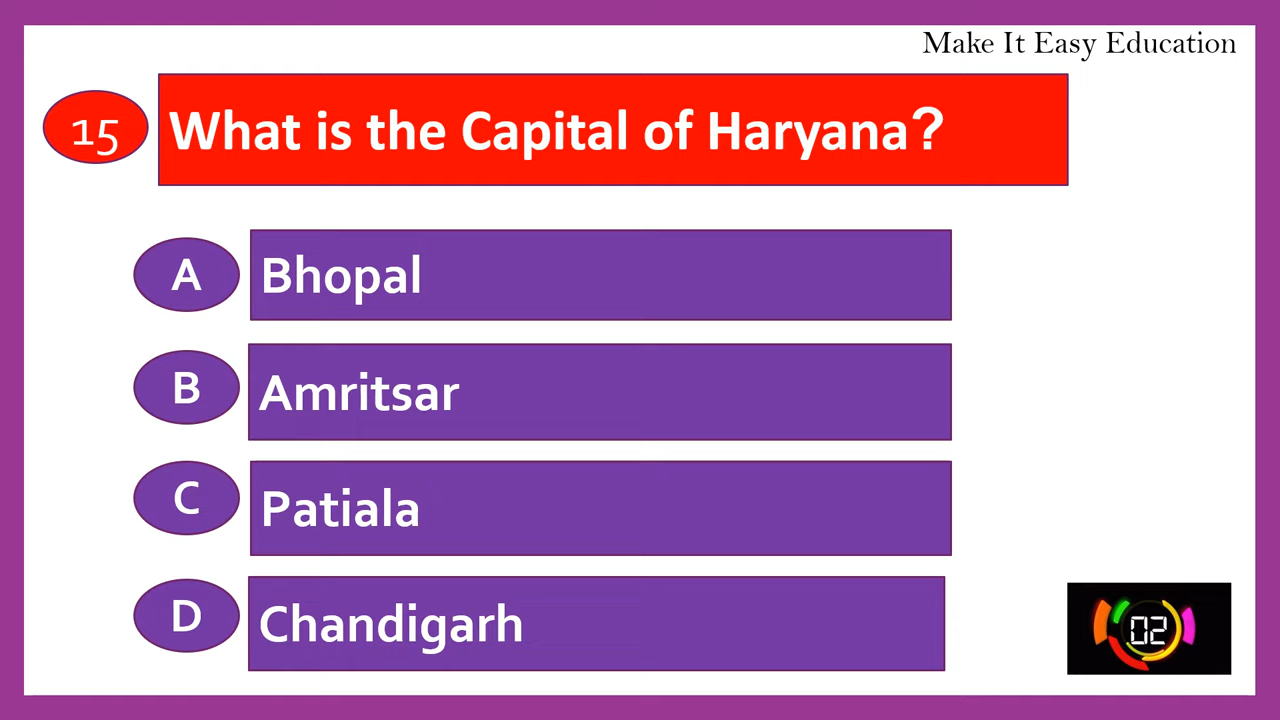 Make It Easy Education
15
What is the Capital of Haryana?
A
Bhopal
B
Amritsar
C
Patiala
D
Chandigarh
02